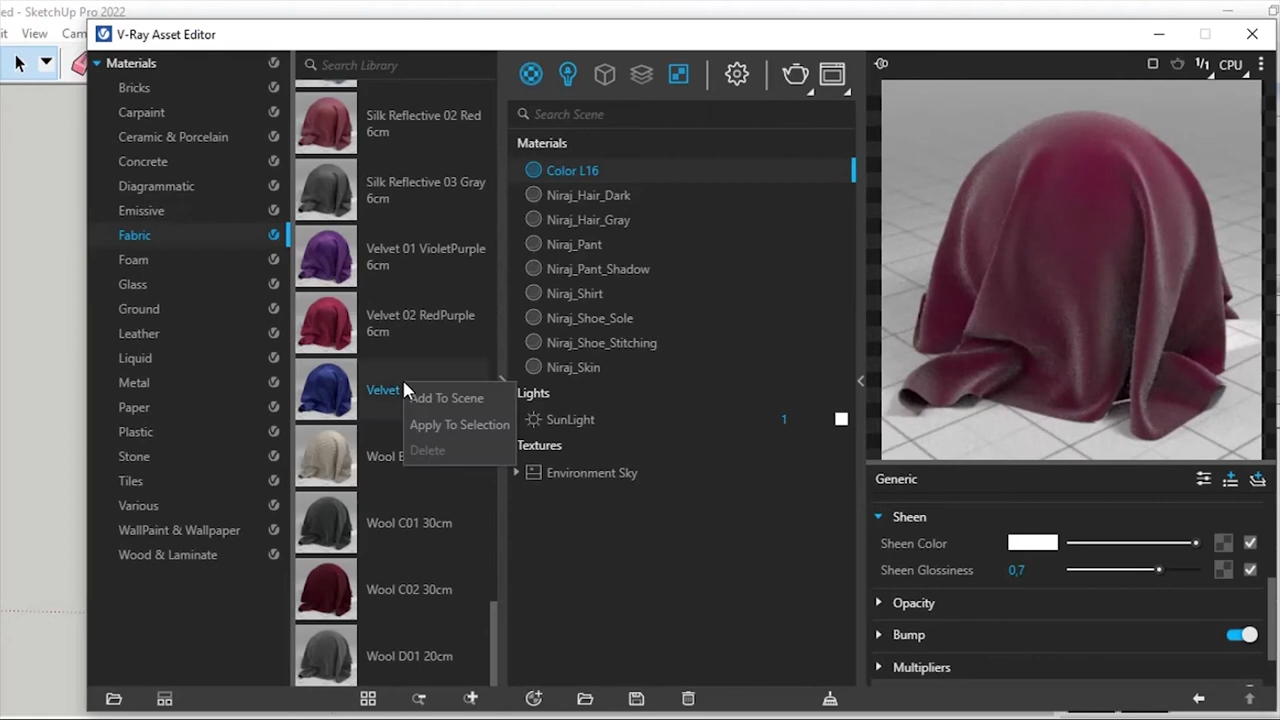 ed - SketchUp Pro 2022
it View Cam
V-Ray Asset Editor
Materials
Bricks
Carpaint
Ceramic & Porcelain
Concrete
Diagrammatic
Emissive
Fabric
Foam
Glass
Ground
Leather
Liquid
Metal
Paper
Plastic
Stone
Tiles
Various
WallPaint & Wallpaper
Wood & Laminate
Search Library
Silk Reflective 02 Red
6cm
Silk Reflective 03 Gray
6cm
Velvet 01 VioletPurple
6cm
Velvet 02 RedPurple
6cm
Velvet
Wool
Wool C01 30cm
Wool C02 30cm
Wool D01 20cm
Add To Scene
Apply To Selection
Delete
Search Scene
Materials
Color L16
Niraj_Hair_Dark
Niraj_Hair_Gray
Niraj_Pant
Niraj_Pant_Shadow
Niraj_Shirt
Niraj_Shoe_Sole
Niraj_Shoe_Stitching
Niraj_Skin
Lights
SunLight 1
Textures
Environment Sky
1/1 CPU
Generic
Sheen
Sheen Color
Sheen Glossiness 0,7
Opacity
Bump
Multipliers